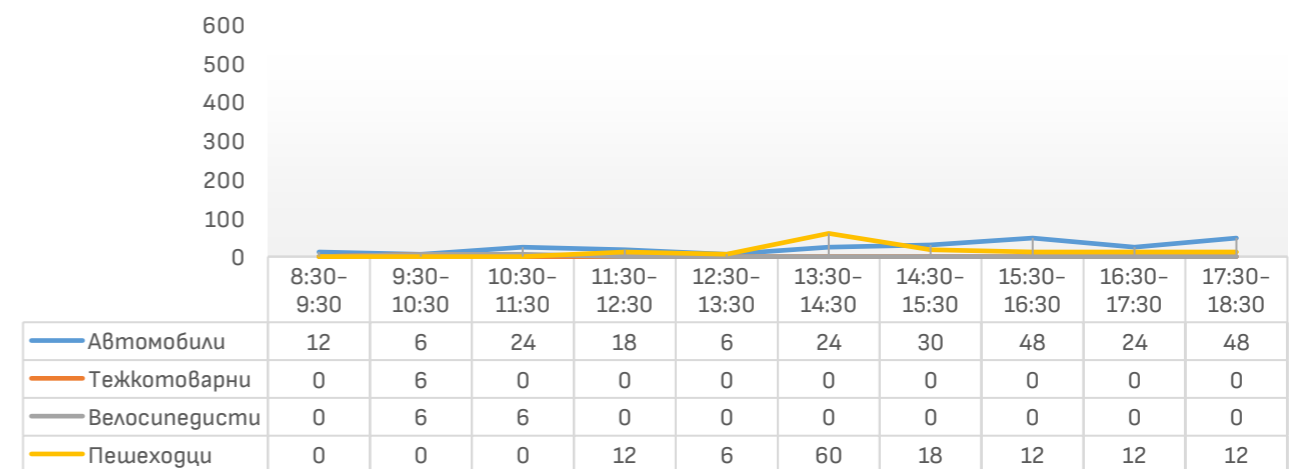 600
500
400
300
200
100
0
8:30- 9:30- 10:30- 11:30- 12:30- 13:30- 14:30- 15:30- 16:30- 17:30-
9:30 10:30 11:30 12:30 13:30 14:30 15:30 16:30 17:30 18:30
Автомобили 12 6 24 18 6 24 30 48 24 48
Тежкотоварни 0 6 0 0 0 0 0 0 0 0
Велосипедисти 0 6 6 0 0 0 0 0 0 0
Пешеходци 0 0 0 12 6 60 18 12 12 12